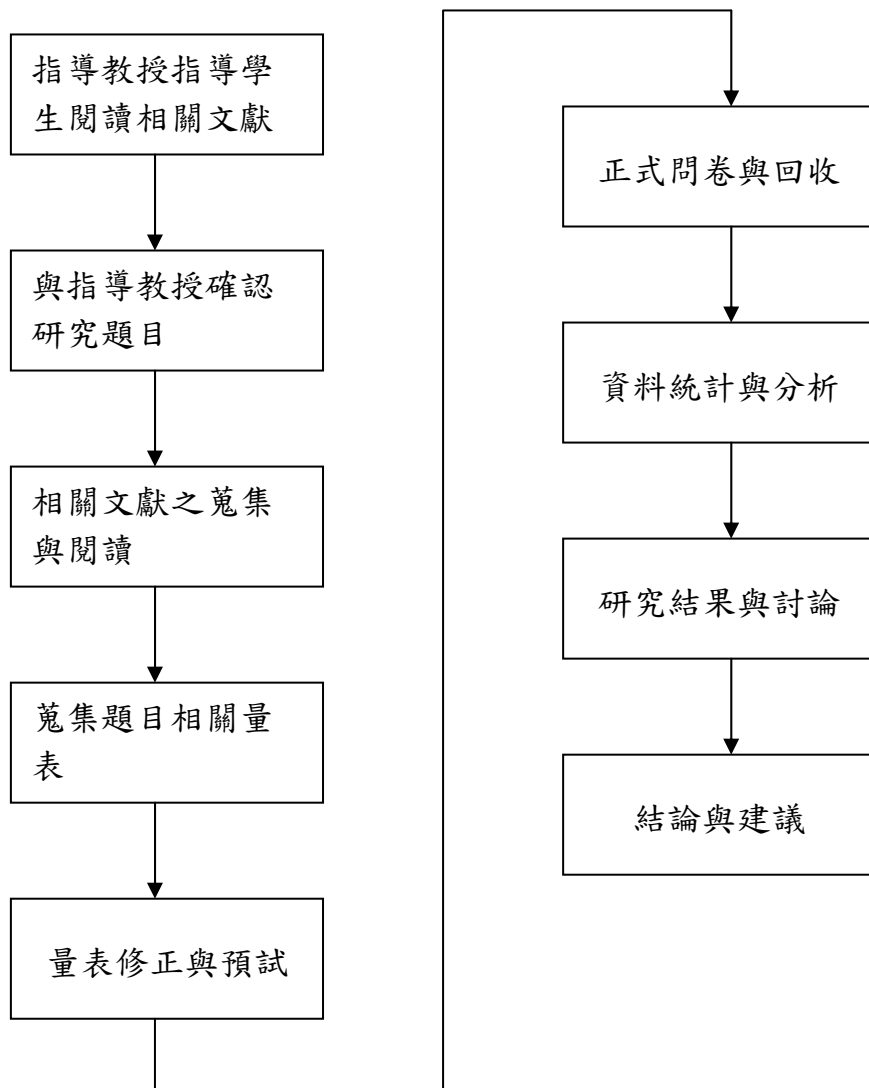 指導教授指導學
生閱讀相關文獻
與指導教授確認
研究題目
相關文獻之蒐集
與閱讀
蒐集題目相關量
表
量表修正與預試
正式問卷與回收
資料統計與分析
研究結果與討論
結論與建議